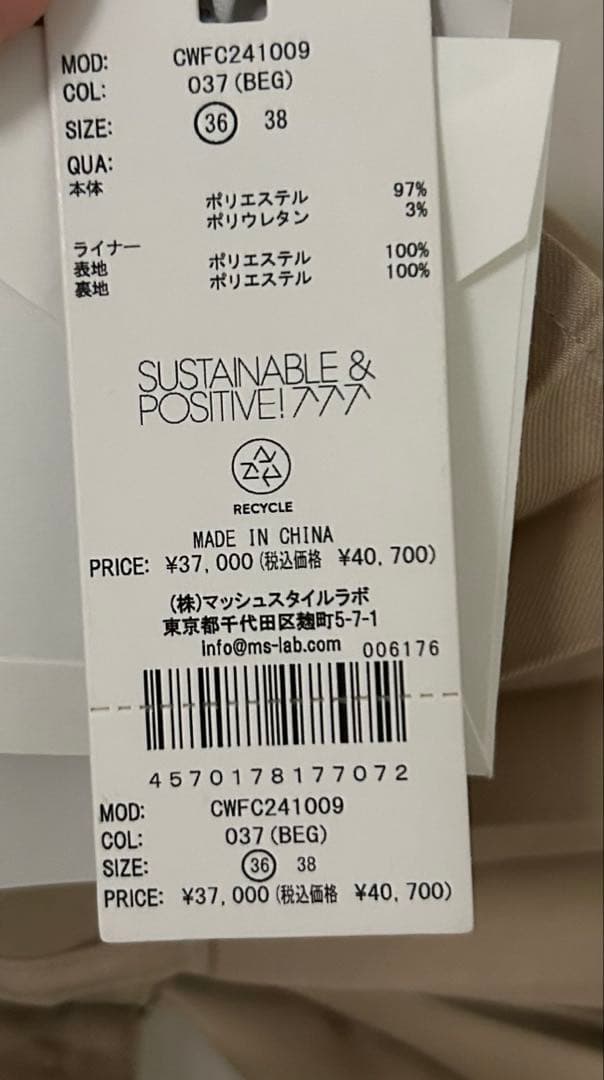 MOD: CWFC241009
COL: 037(BEG)
SIZE: 36 38
QUA:
本体
ポリエステル 97%
ポリウレタン 3%
ライナー
表地 ポリエステル 100%
裏地 ポリエステル 100%
SUSTAINABLE &
POSITIVE!
RECYCLE
MADE IN CHINA
PRICE: ¥37,000(税込価格 ¥40,700)
(株)マッシュスタイルラボ
東京都千代田区麹町5-7-1
info@ms-lab.com 006176
4570178177072
MOD: CWFC241009
COL: 037(BEG)
SIZE: 36 38
PRICE: ¥37,000(税込価格 ¥40,700)